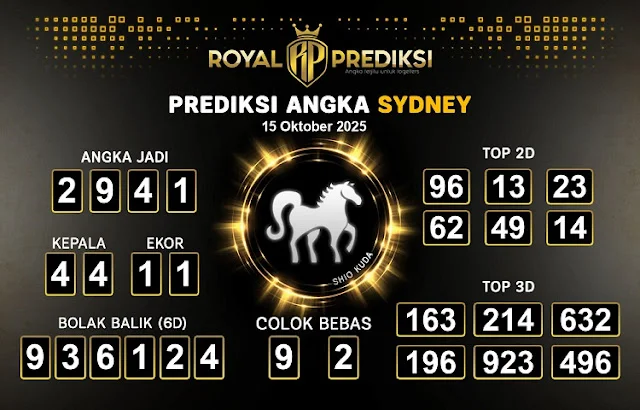 ROYAL RP PREDIKSI
Angka Replu untuk Togelers
PREDIKSI ANGKA SYDNEY
15 Oktober 2025
ANGKA JADI
2 9 4 1
KEPALA EKOR
4 4 1 1
BOLAK BALIK (6D)
9 3 6 1 2 4
SHIO KUDA
COLOK BEBAS
9 2
TOP 2D
96 13 23
62 49 14
TOP 3D
163 214 632
196 923 496